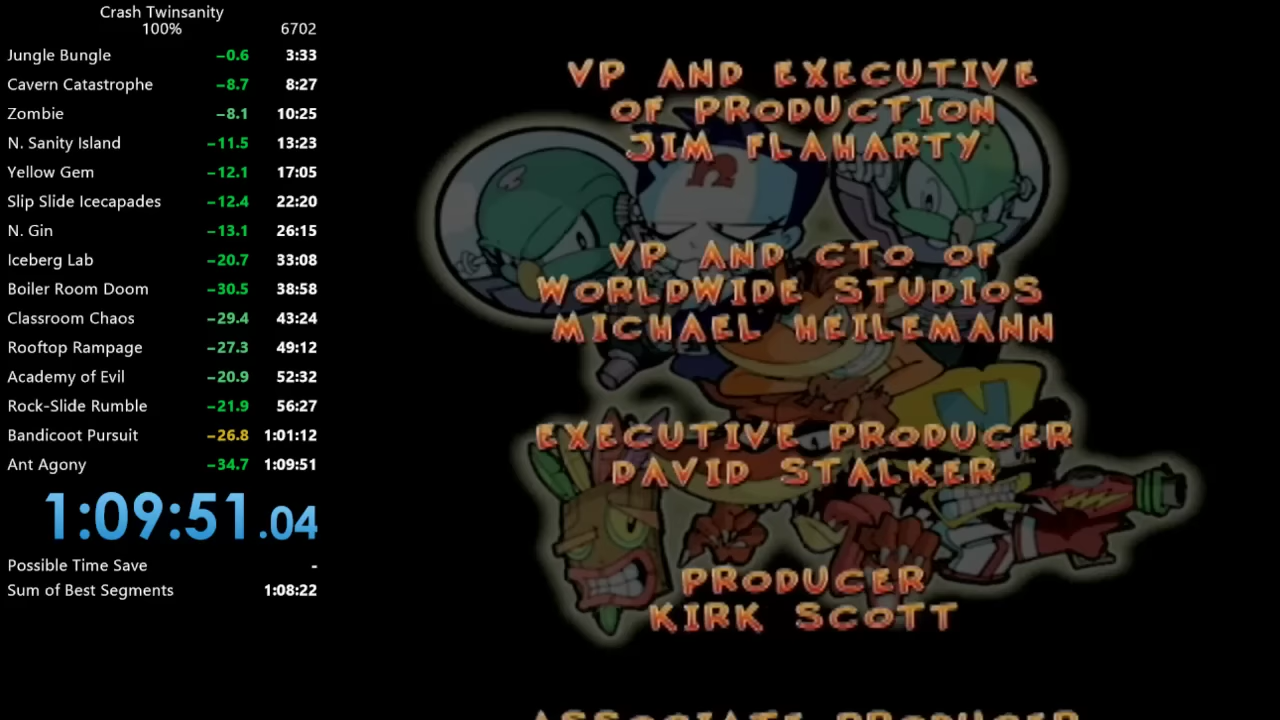 Crash Twinsanity
100% 6702
Jungle Bungle −0.6 3:33
Cavern Catastrophe −8.7 8:27
Zombie −8.1 10:25
N. Sanity Island −11.5 13:23
Yellow Gem −12.1 17:05
Slip Slide Icecapades −12.4 22:20
N. Gin −13.1 26:15
Iceberg Lab −20.7 33:08
Boiler Room Doom −30.5 38:58
Classroom Chaos −29.4 43:24
Rooftop Rampage −27.3 49:12
Academy of Evil −20.9 52:32
Rock-Slide Rumble −21.9 56:27
Bandicoot Pursuit −26.8 1:01:12
Ant Agony −34.7 1:09:51
1:09:51.04
Possible Time Save -
Sum of Best Segments 1:08:22
VP AND EXECUTIVE
OF PRODUCTION
JIM FLAHARTY
VP AND CTO OF
WORLDWIDE STUDIOS
MICHAEL HEILEMANN
EXECUTIVE PRODUCER
DAVID STALKER
PRODUCER
KIRK SCOTT
ASSOCIATE PRODUCER